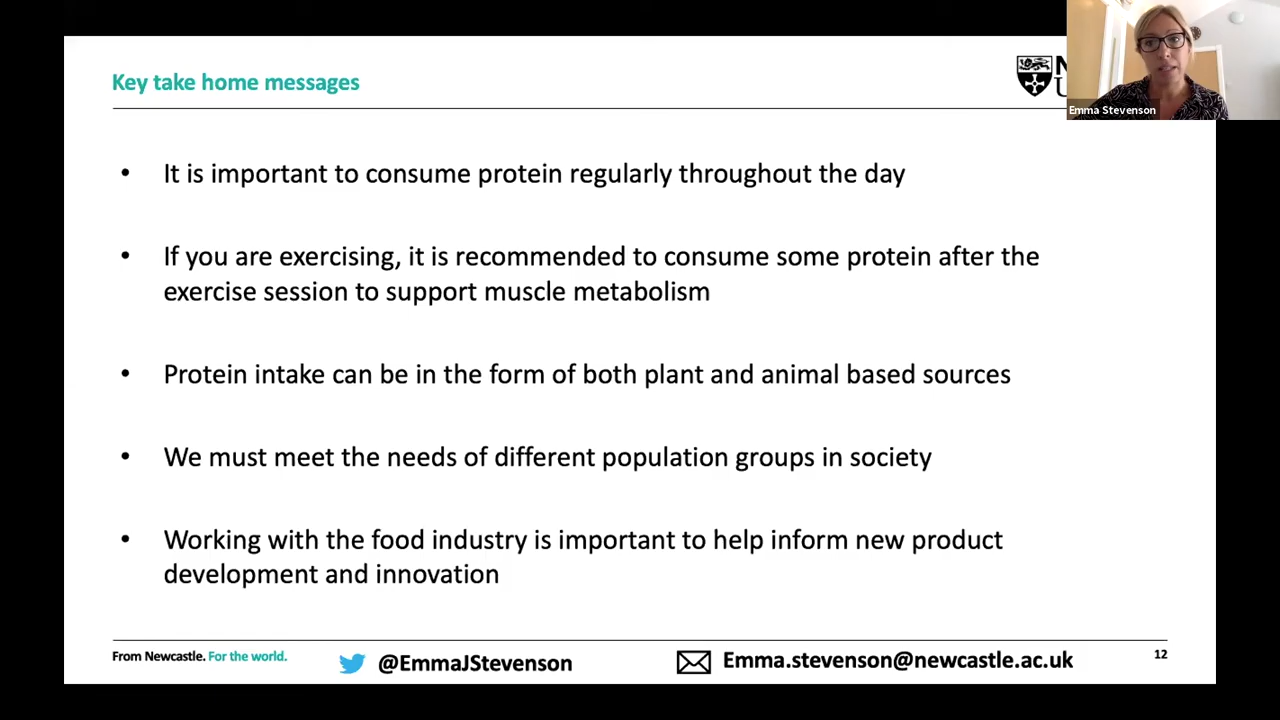 Key take home messages
Emma Stevenson
• It is important to consume protein regularly throughout the day
• If you are exercising, it is recommended to consume some protein after the
exercise session to support muscle metabolism
• Protein intake can be in the form of both plant and animal based sources
• We must meet the needs of different population groups in society
• Working with the food industry is important to help inform new product
development and innovation
From Newcastle. For the world.
@EmmaJStevenson
Emma.stevenson@newcastle.ac.uk
12